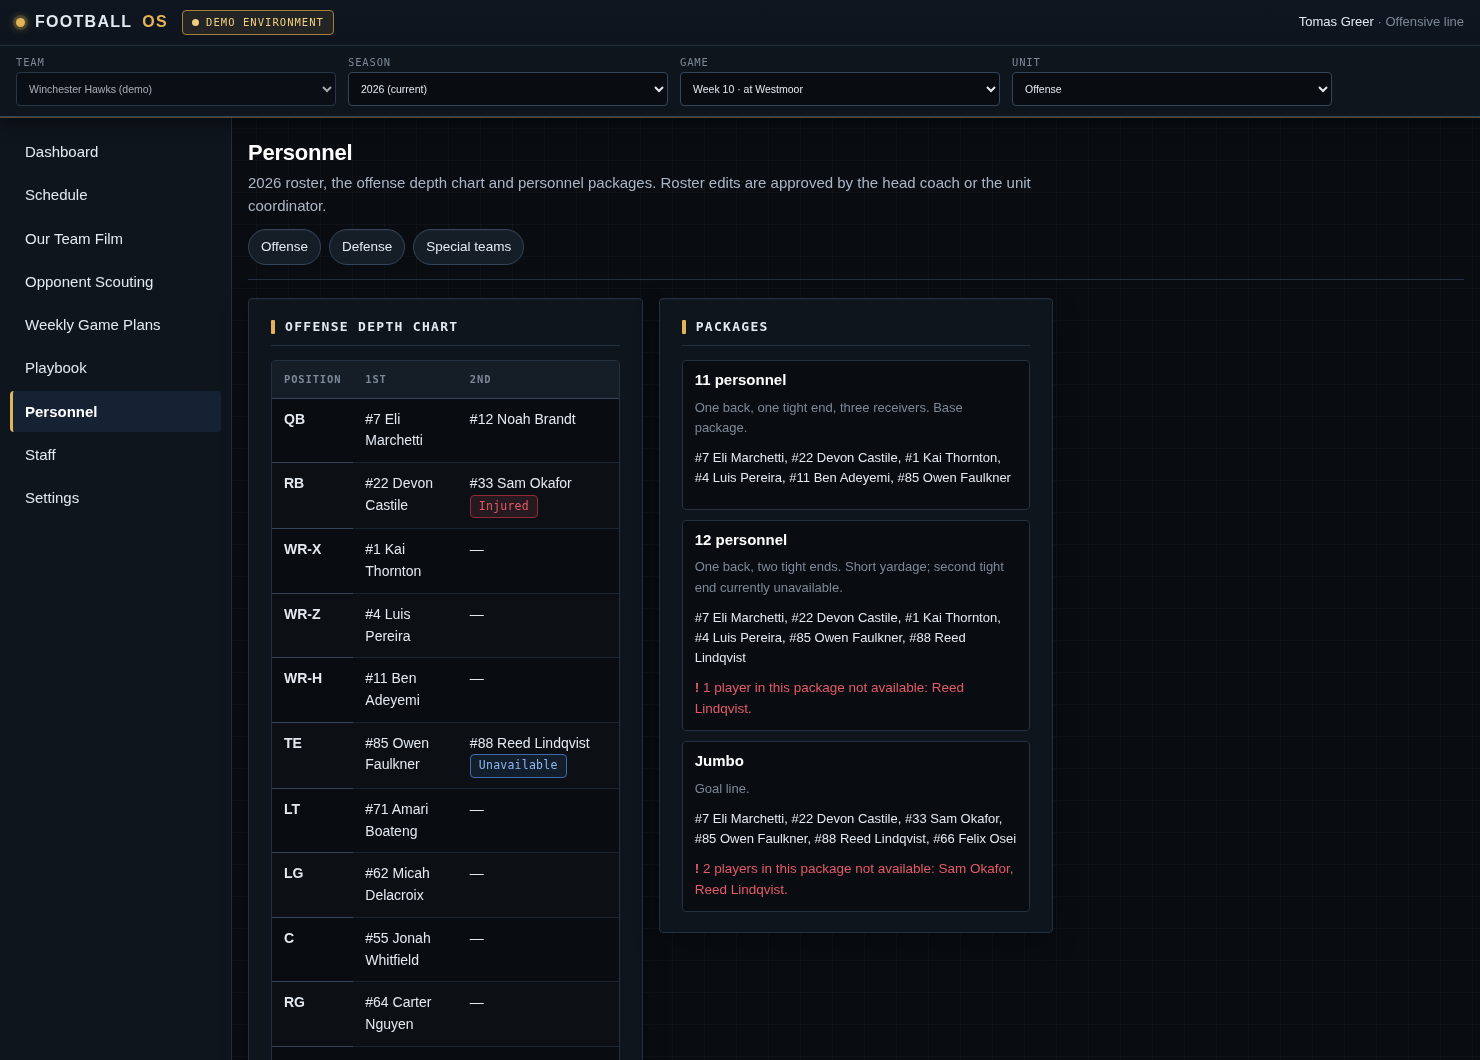 FOOTBALL OS
DEMO ENVIRONMENT
Tomas Greer · Offensive line
TEAM
Winchester Hawks (demo)
SEASON
2026 (current)
GAME
Week 10 · at Westmoor
UNIT
Offense
Dashboard
Schedule
Our Team Film
Opponent Scouting
Weekly Game Plans
Playbook
Personnel
Staff
Settings
Personnel
2026 roster, the offense depth chart and personnel packages. Roster edits are approved by the head coach or the unit
coordinator.
Offense
Defense
Special teams
OFFENSE DEPTH CHART
POSITION 1ST 2ND
QB #7 Eli Marchetti #12 Noah Brandt
RB #22 Devon Castile #33 Sam Okafor
Injured
WR-X #1 Kai Thornton —
WR-Z #4 Luis Pereira —
WR-H #11 Ben Adeyemi —
TE #85 Owen Faulkner #88 Reed Lindqvist
Unavailable
LT #71 Amari Boateng —
LG #62 Micah Delacroix —
C #55 Jonah Whitfield —
RG #64 Carter Nguyen —
PACKAGES
11 personnel
One back, one tight end, three receivers. Base
package.
#7 Eli Marchetti, #22 Devon Castile, #1 Kai Thornton,
#4 Luis Pereira, #11 Ben Adeyemi, #85 Owen Faulkner
12 personnel
One back, two tight ends. Short yardage; second tight
end currently unavailable.
#7 Eli Marchetti, #22 Devon Castile, #1 Kai Thornton,
#4 Luis Pereira, #85 Owen Faulkner, #88 Reed
Lindqvist
! 1 player in this package not available: Reed
Lindqvist.
Jumbo
Goal line.
#7 Eli Marchetti, #22 Devon Castile, #33 Sam Okafor,
#85 Owen Faulkner, #88 Reed Lindqvist, #66 Felix Osei
! 2 players in this package not available: Sam Okafor,
Reed Lindqvist.